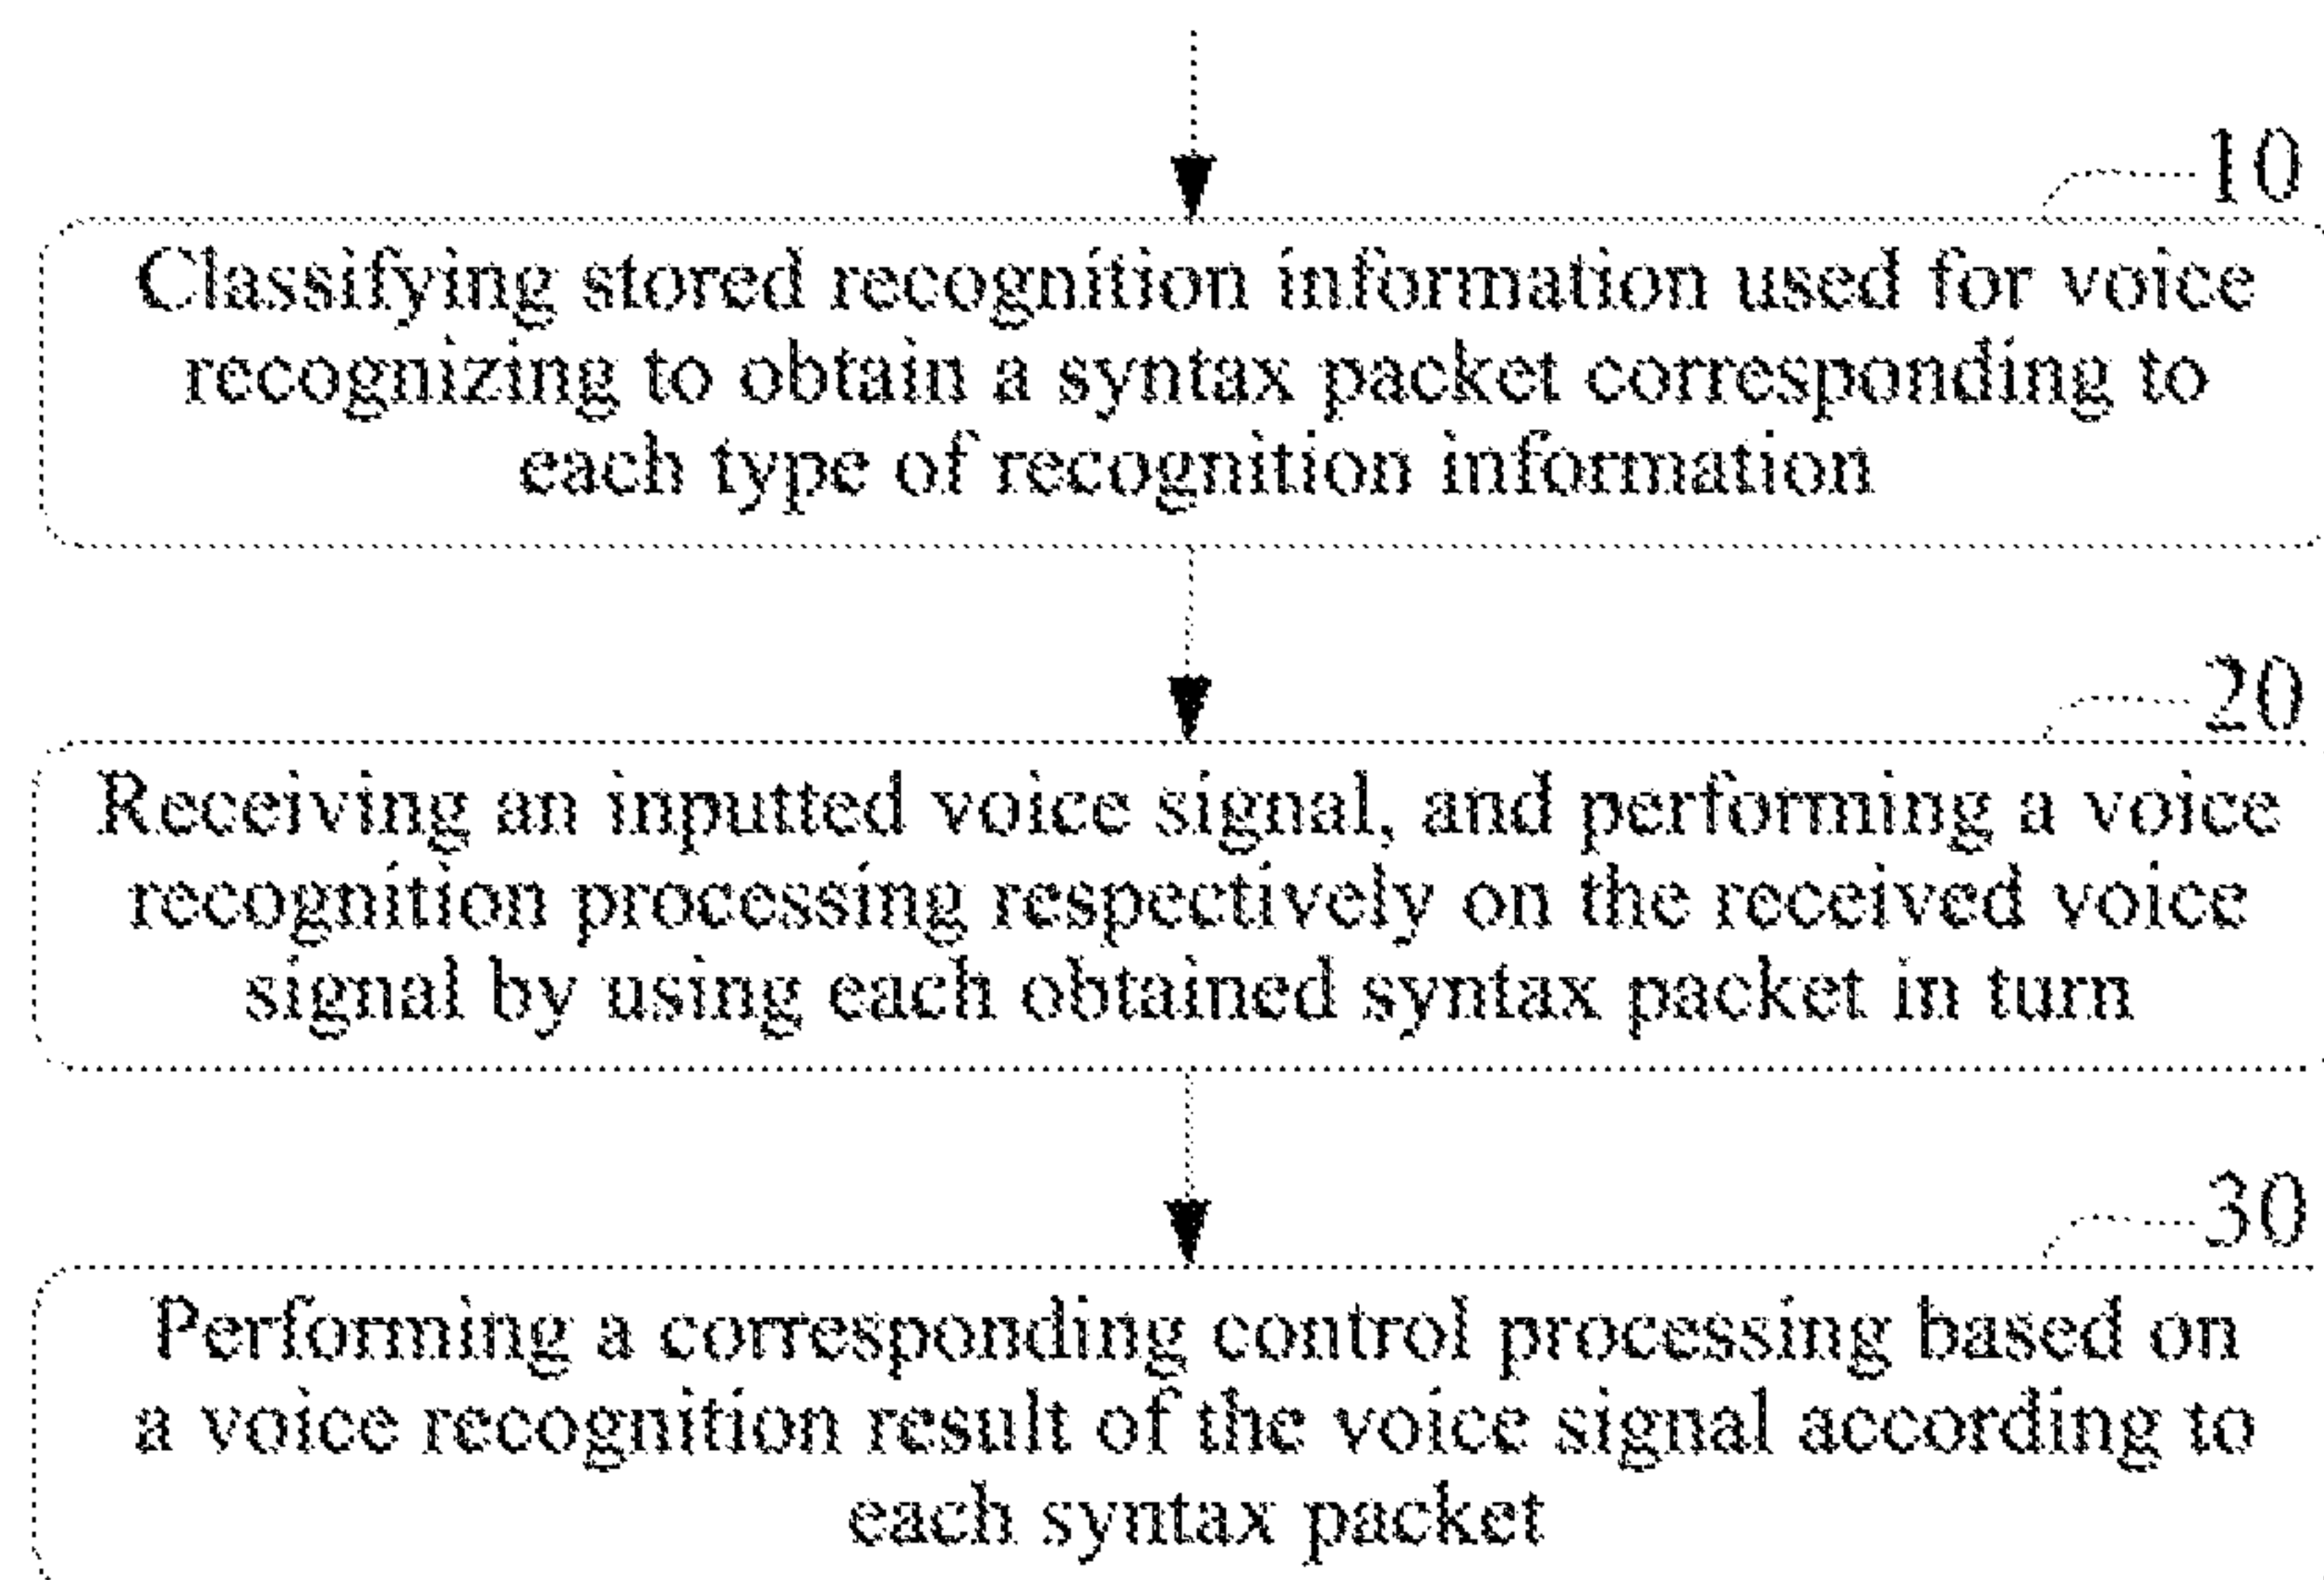 10
Classifying stored recognition information used for voice
recognizing to obtain a syntax packet corresponding to
each type of recognition information
20
Receiving an inputted voice signal, and performing a voice
recognition processing respectively on the received voice
signal by using each obtained syntax packet in turn
30
Performing a corresponding control processing based on
a voice recognition result of the voice signal according to
each syntax packet